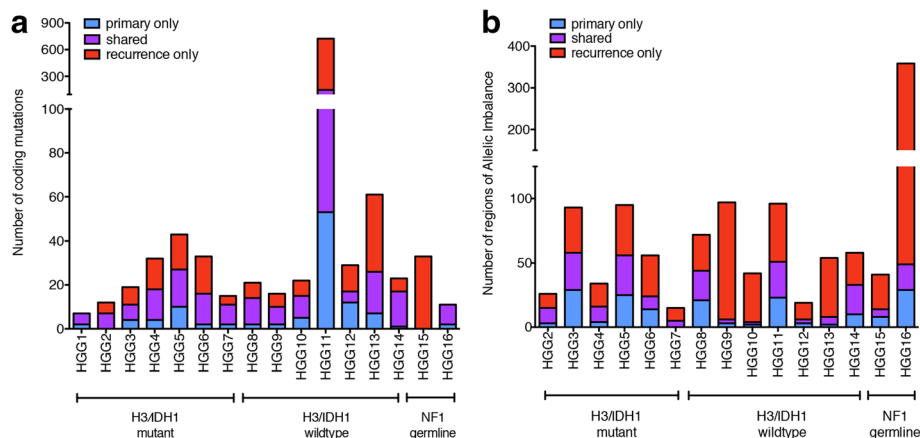 a
primary only
shared
recurrence only
Number of coding mutations
900
600
300
100
80
60
40
20
0
HGG1
HGG2
HGG3
HGG4
HGG5
HGG6
HGG7
HGG8
HGG9
HGG10
HGG11
HGG12
HGG13
HGG14
HGG15
HGG16
H3/IDH1
mutant
H3/IDH1
wildtype
NF1
germline
b
primary only
shared
recurrence only
Number of regions of Allelic Imbalance
400
300
200
100
50
0
HGG2
HGG3
HGG4
HGG5
HGG6
HGG7
HGG8
HGG9
HGG10
HGG11
HGG12
HGG13
HGG14
HGG15
HGG16
H3/IDH1
mutant
H3/IDH1
wildtype
NF1
germline